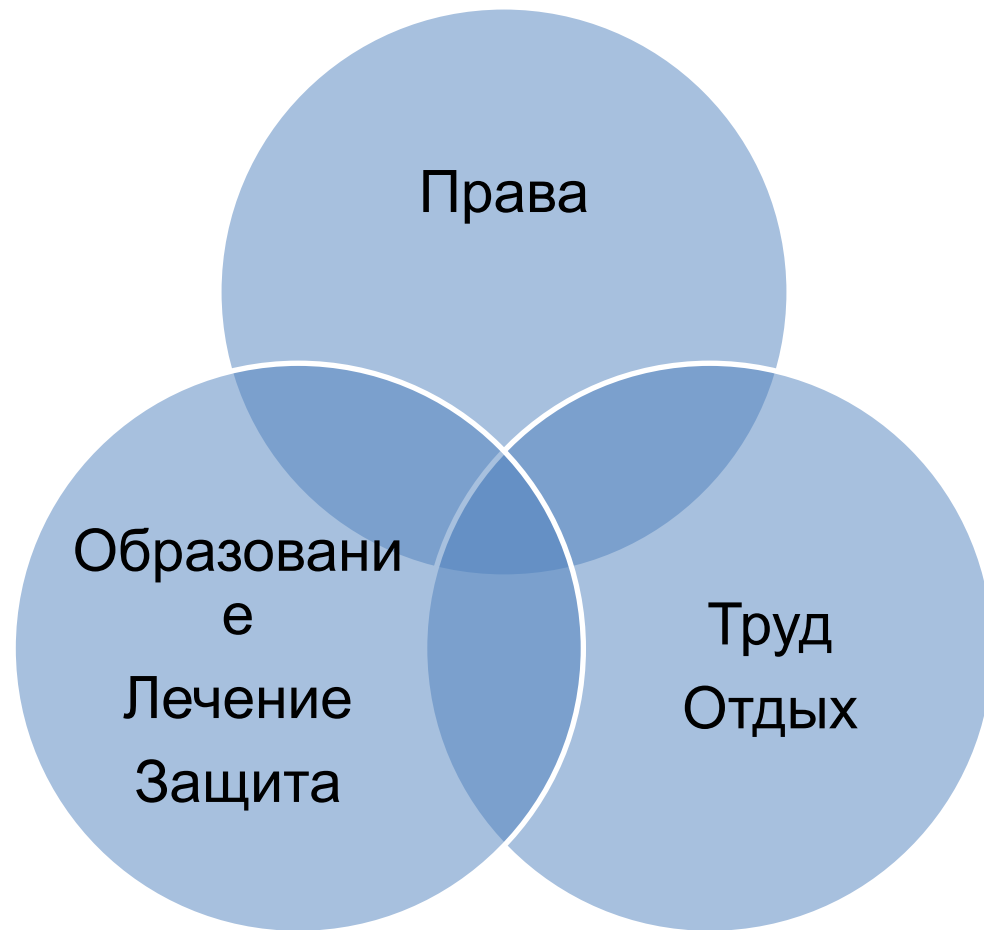 Права
Образовани
е
Лечение
Защита
Труд
Отдых